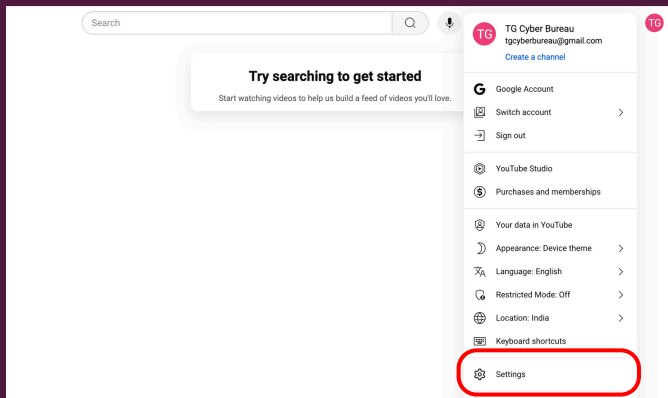 Search
TG
TG
TG Cyber Bureau
tgcyberbureau@gmail.com
Create a channel
Try searching to get started
Start watching videos to help us build a feed of videos you'll love.
G
Google Account
Switch account
Sign out
YouTube Studio
$
Purchases and memberships
Your data in YouTube
Appearance: Device theme
Language: English
Restricted Mode: Off
Location: India
Keyboard shortcuts
Settings